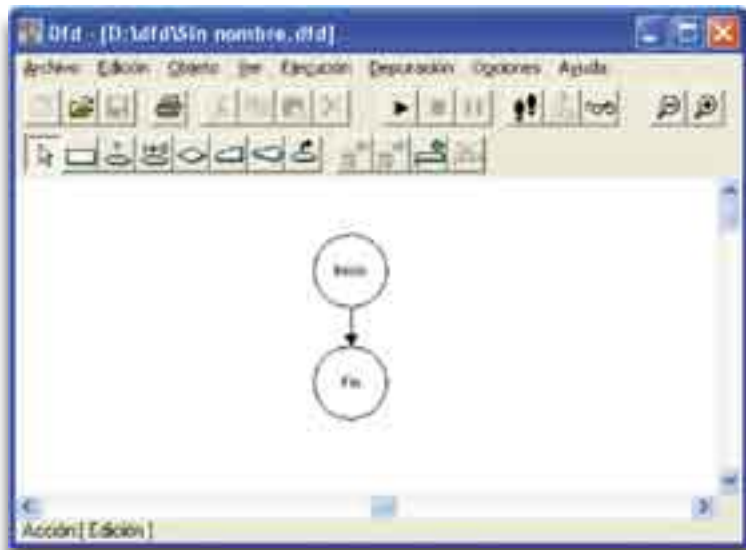 Dfd - [D:\dfd\Sin nombre.dfd]
Archivo Edición Objeto Ver Ejecución Depuración Opciones Ayuda
Inicio
Fin
Acción [ Edición ]